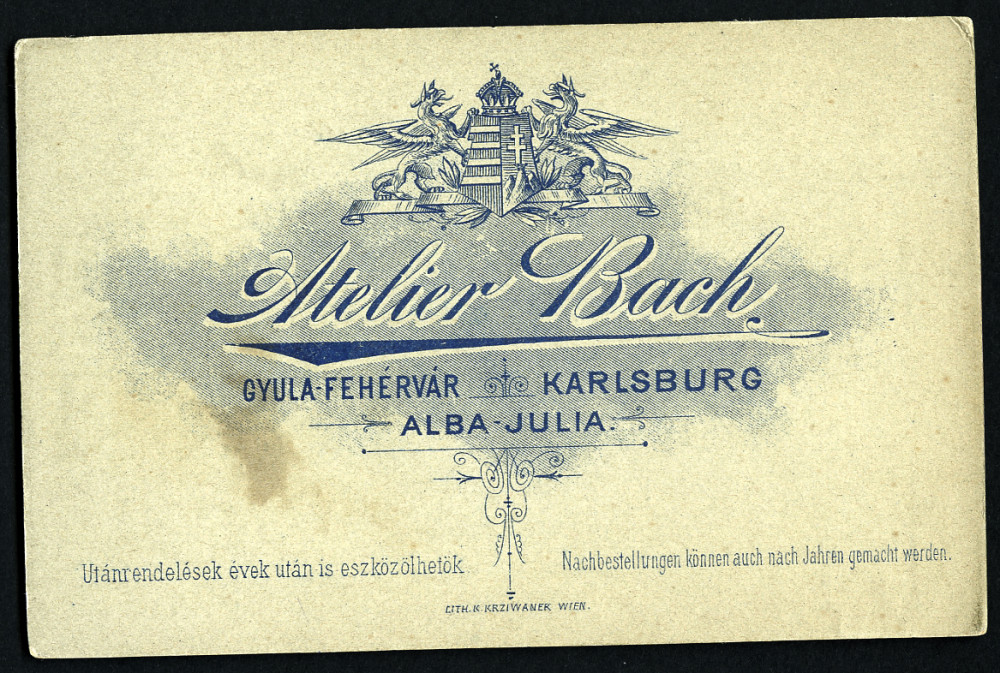 Atelier Bach
GYULA-FEHÉRVÁR KARLSBURG
ALBA-JULIA.
Utánrendelések évek után is eszközölhetök
Nachbestellungen können auch nach Jahren gemacht werden.
LITH. K. KRZIWANEK WIEN.